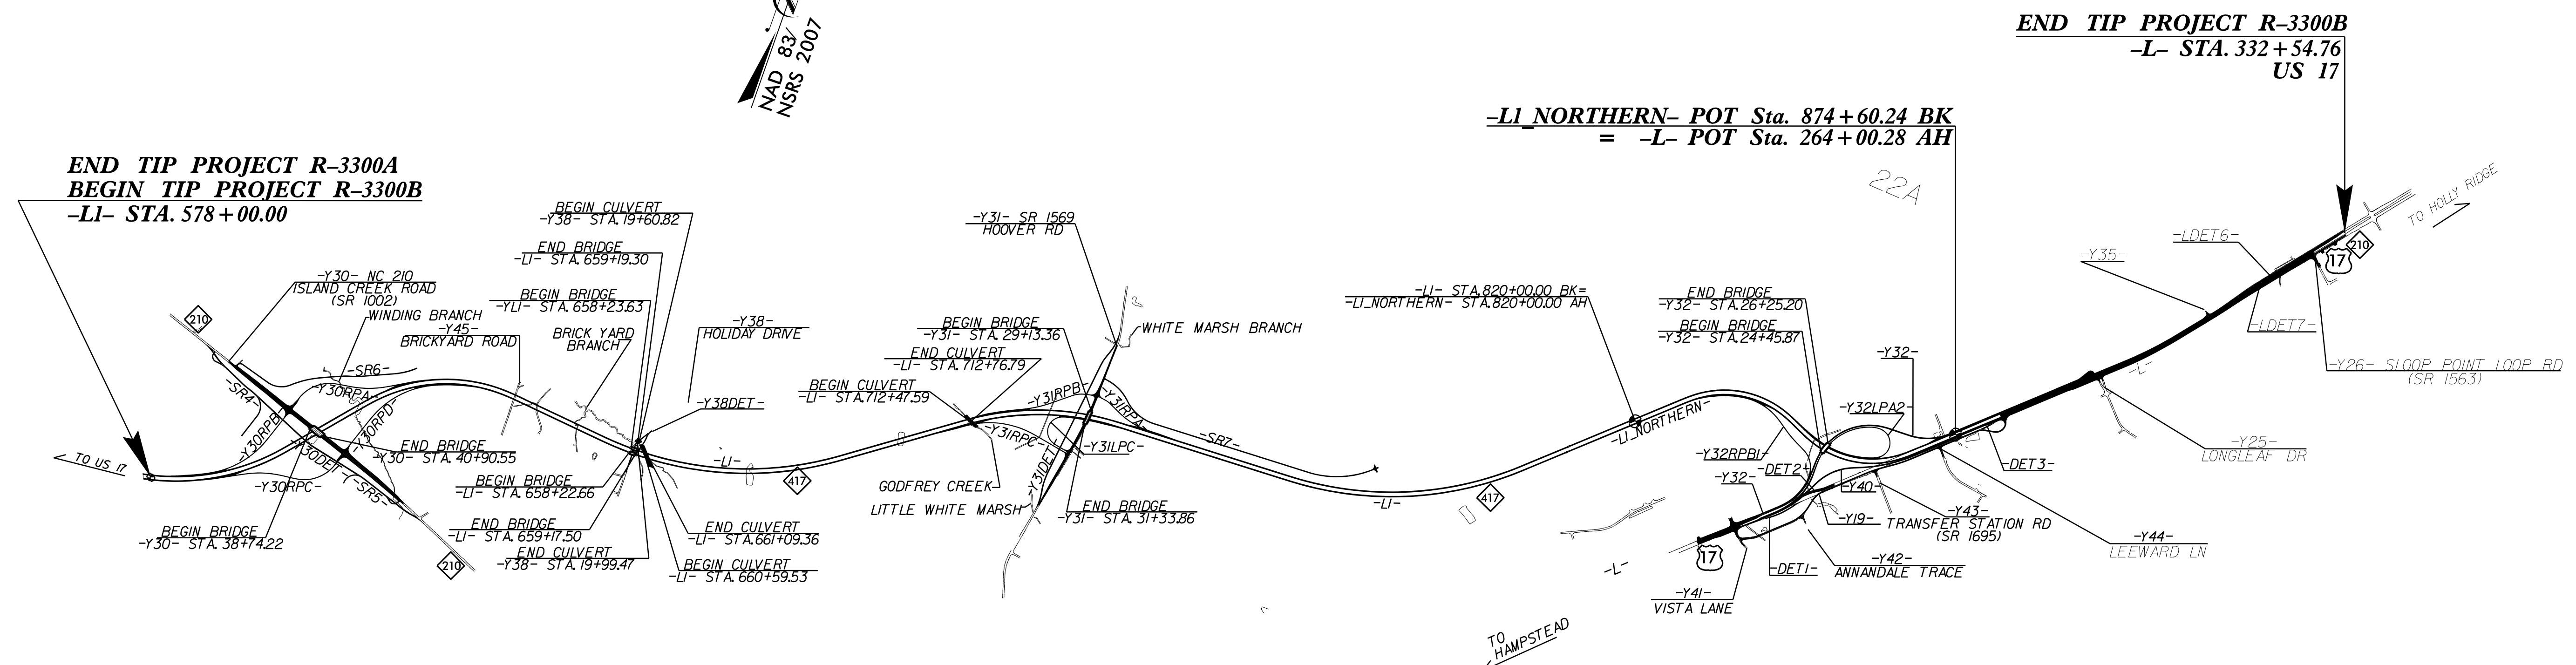 NAD 83/
NSRS 2007
END TIP PROJECT R-3300B
-L- STA. 332+54.76
US 17
-L1_NORTHERN- POT Sta. 874+60.24 BK
= -L- POT Sta. 264+00.28 AH
22A
END TIP PROJECT R-3300A
BEGIN TIP PROJECT R-3300B
-L1- STA. 578+00.00
TO US 17
210
-Y30- NC 210
ISLAND CREEK ROAD
(SR 1002)
WINDING BRANCH
-Y45-
BRICKYARD ROAD
-SR6-
-SR4-
-Y30RPA-
-Y30RPB-
-Y30RPD-
-Y30DET-
-SR5-
-Y30RPC-
END BRIDGE
-Y30- STA. 40+90.55
BEGIN BRIDGE
-Y30- STA. 38+74.22
210
BEGIN CULVERT
-Y38- STA. 19+60.82
END BRIDGE
-L1- STA. 659+19.30
BEGIN BRIDGE
-YL1- STA. 658+23.63
BRICK YARD
BRANCH
-Y38-
HOLIDAY DRIVE
-Y38DET-
BEGIN BRIDGE
-L1- STA. 658+22.66
END BRIDGE
-L1- STA. 659+17.50
END CULVERT
-Y38- STA. 19+99.47
END CULVERT
-L1- STA. 661+09.36
BEGIN CULVERT
-L1- STA. 660+59.53
-L1-
417
-Y31- SR 1569
HOOVER RD
BEGIN BRIDGE
-Y31- STA. 29+13.36
END CULVERT
-L1- STA. 712+76.79
BEGIN CULVERT
-L1- STA. 712+47.59
WHITE MARSH BRANCH
-Y31RPB-
-Y31RPA-
-Y31RPC-
-Y31LPC-
-Y31DET-
GODFREY CREEK
LITTLE WHITE MARSH
END BRIDGE
-Y31- STA. 31+33.86
-SR7-
-L1-
417
-L1- STA. 820+00.00 BK=
-L1_NORTHERN- STA. 820+00.00 AH
-L1_NORTHERN-
END BRIDGE
-Y32- STA. 26+25.20
BEGIN BRIDGE
-Y32- STA. 24+45.87
-Y32-
-Y32LPA2-
-Y32RPB1-
-DET2-
-Y32-
-Y40-
-DET3-
-Y43-
TRANSFER STATION RD
(SR 1695)
-Y19-
-Y44-
LEEWARD LN
-Y42-
ANNANDALE TRACE
-DET1-
-Y41-
VISTA LANE
17
-L-
TO
HAMPSTEAD
-Y35-
-LDET6-
-LDET7-
-L-
-Y25-
LONGLEAF DR
-Y26- SLOOP POINT LOOP RD
(SR 1563)
17
210
TO HOLLY RIDGE